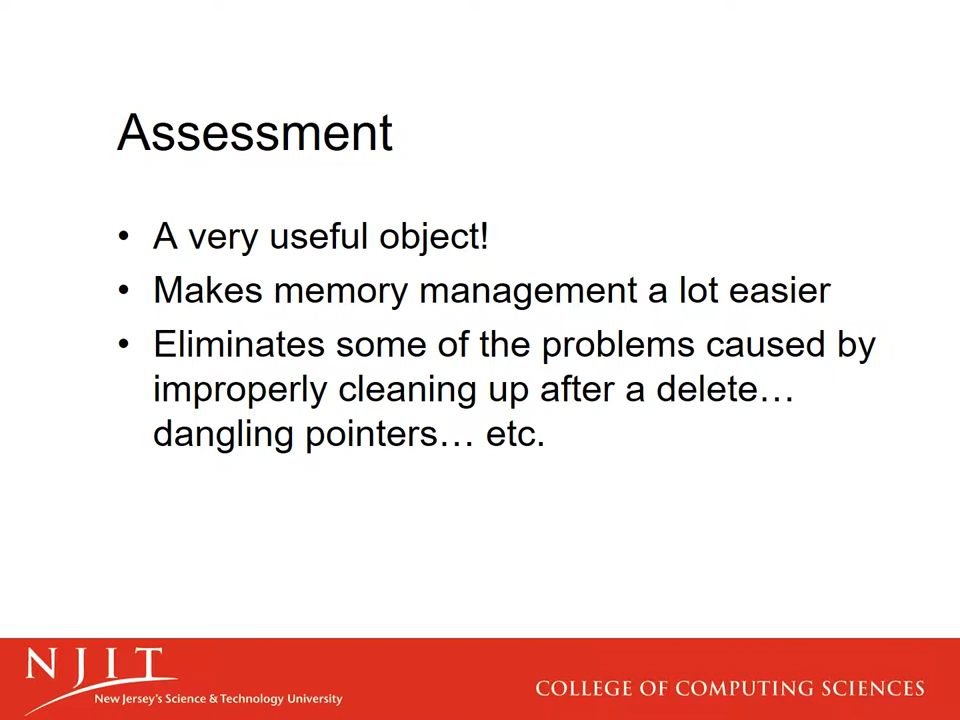 Assessment
• A very useful object!
• Makes memory management a lot easier
• Eliminates some of the problems caused by
improperly cleaning up after a delete…
dangling pointers… etc.
NJIT
New Jersey's Science & Technology University
COLLEGE OF COMPUTING SCIENCES